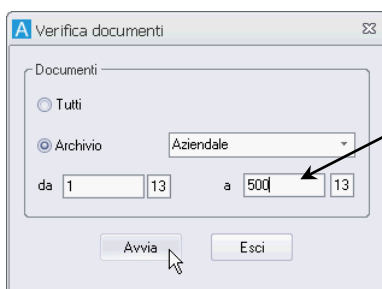 A Verifica documenti
Documenti
Tutti
Archivio Aziendale
da 1 13 a 500 13
Avvia Esci